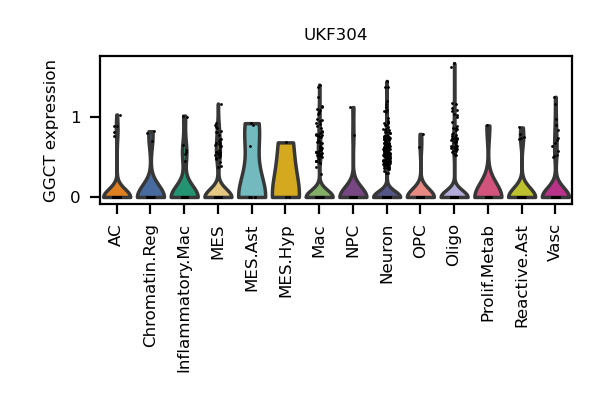 UKF304
GGCT expression
1
0
AC
Chromatin.Reg
Inflammatory.Mac
MES
MES.Ast
MES.Hyp
Mac
NPC
Neuron
OPC
Oligo
Prolif.Metab
Reactive.Ast
Vasc